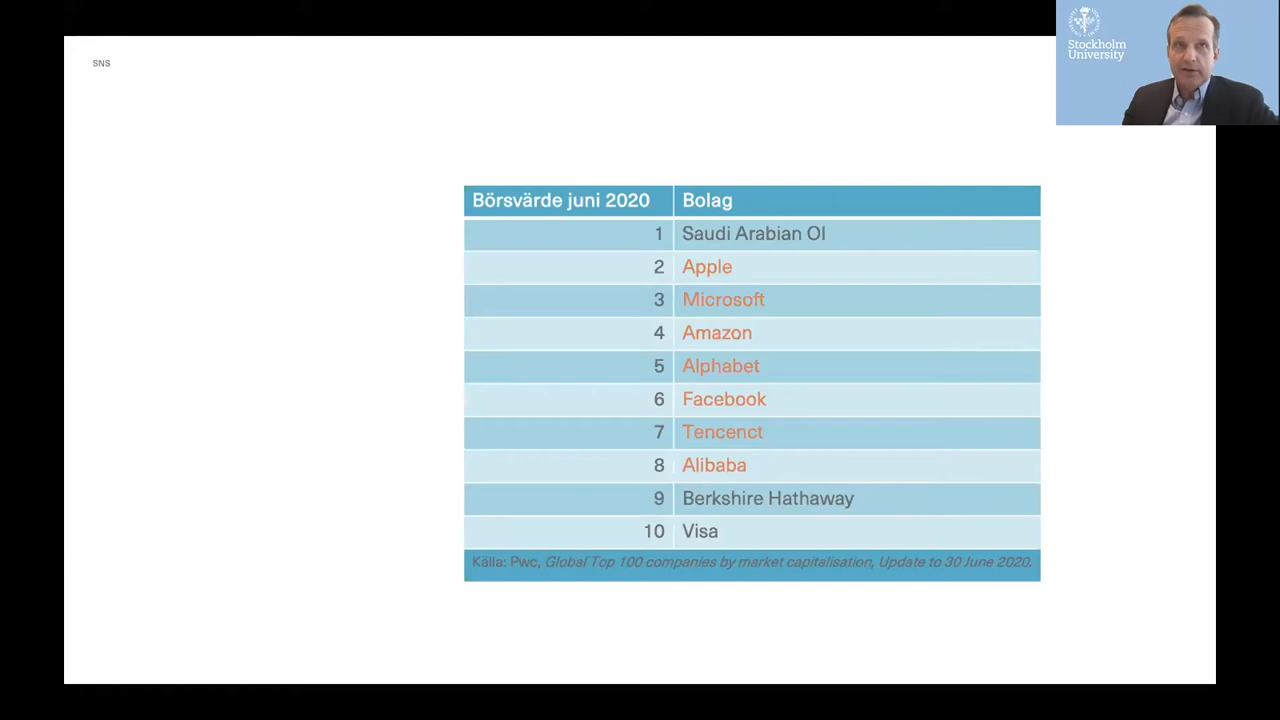 SNS
Stockholm
University
Börsvärde juni 2020 Bolag
1 Saudi Arabian OI
2 Apple
3 Microsoft
4 Amazon
5 Alphabet
6 Facebook
7 Tencenct
8 Alibaba
9 Berkshire Hathaway
10 Visa
Källa: Pwc, Global Top 100 companies by market capitalisation, Update to 30 June 2020.